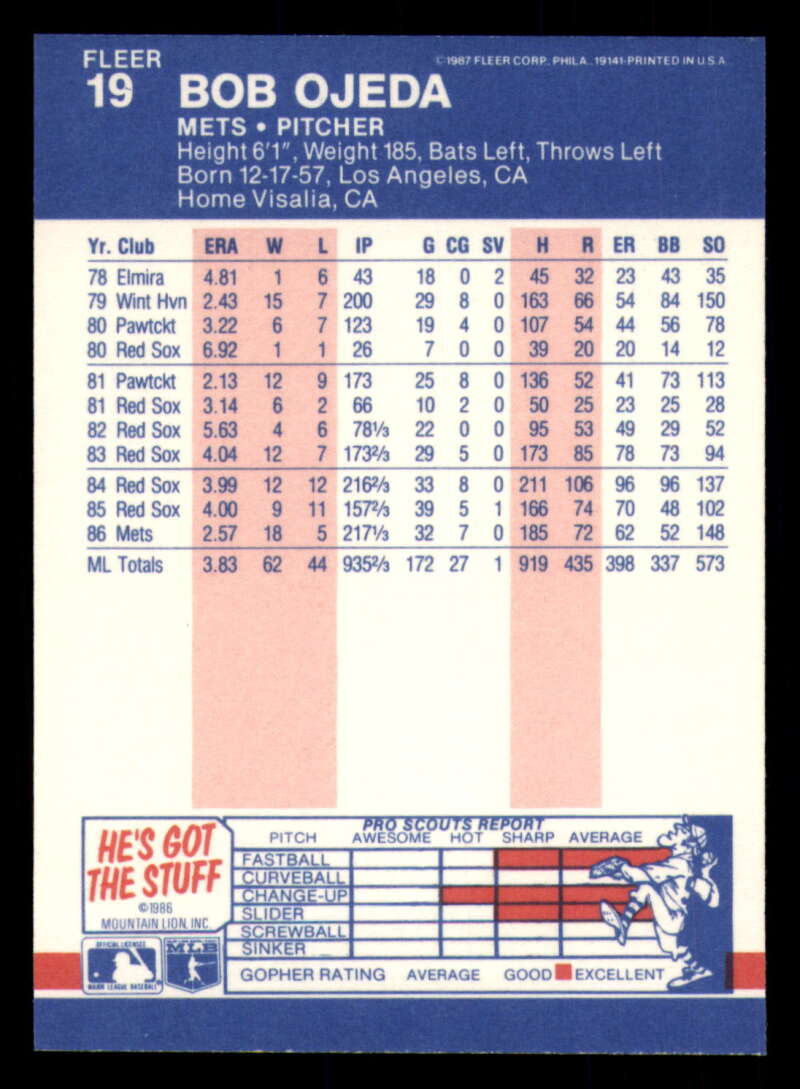 FLEER
©1987 FLEER CORP., PHILA., 19141-PRINTED IN U.S.A.
19 BOB OJEDA
METS • PITCHER
Height 6'1", Weight 185, Bats Left, Throws Left
Born 12-17-57, Los Angeles, CA
Home Visalia, CA
Yr. Club ERA W L IP G CG SV H R ER BB SO
78 Elmira 4.81 1 6 43 18 0 2 45 32 23 43 35
79 Wint Hvn 2.43 15 7 200 29 8 0 163 66 54 84 150
80 Pawtckt 3.22 6 7 123 19 4 0 107 54 44 56 78
80 Red Sox 6.92 1 1 26 7 0 0 39 20 20 14 12
81 Pawtckt 2.13 12 9 173 25 8 0 136 52 41 73 113
81 Red Sox 3.14 6 2 66 10 2 0 50 25 23 25 28
82 Red Sox 5.63 4 6 78⅓ 22 0 0 95 53 49 29 52
83 Red Sox 4.04 12 7 173⅔ 29 5 0 173 85 78 73 94
84 Red Sox 3.99 12 12 216⅔ 33 8 0 211 106 96 96 137
85 Red Sox 4.00 9 11 157⅔ 39 5 1 166 74 70 48 102
86 Mets 2.57 18 5 217⅓ 32 7 0 185 72 62 52 148
ML Totals 3.83 62 44 935⅔ 172 27 1 919 435 398 337 573
HE'S GOT
THE STUFF
©1986
MOUNTAIN LION, INC.
OFFICIAL LICENSEE
MAJOR LEAGUE BASEBALL
MLB
PRO SCOUTS REPORT
PITCH AWESOME HOT SHARP AVERAGE
FASTBALL
CURVEBALL
CHANGE-UP
SLIDER
SCREWBALL
SINKER
GOPHER RATING AVERAGE GOOD EXCELLENT